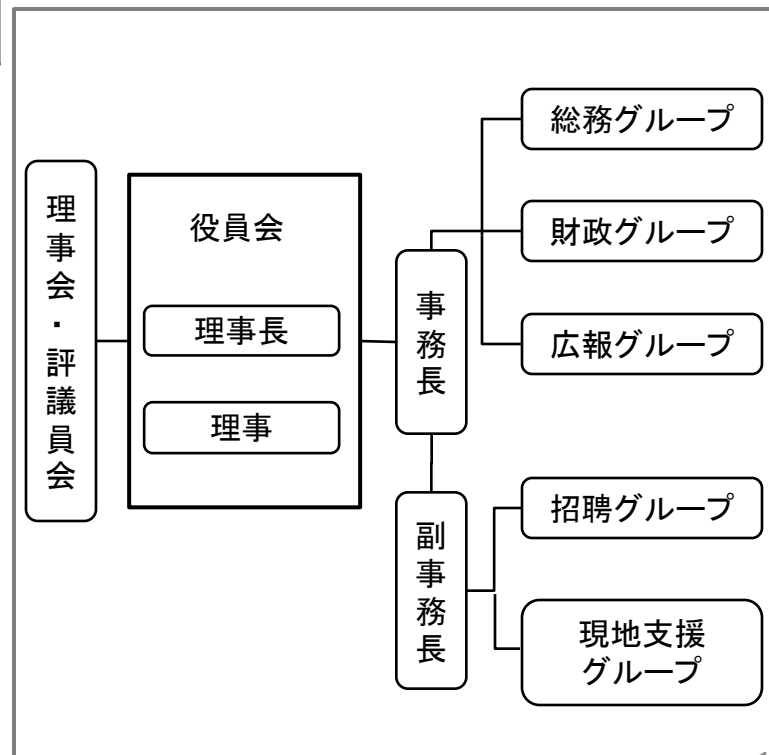 理事会・評議員会
役員会
理事長
理事
事務長
副事務長
総務グループ
財政グループ
広報グループ
招聘グループ
現地支援
グループ